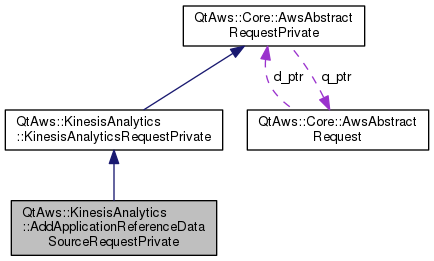 QtAws::Core::AwsAbstract
RequestPrivate
d_ptr
q_ptr
QtAws::KinesisAnalytics
::KinesisAnalyticsRequestPrivate
QtAws::Core::AwsAbstract
Request
QtAws::KinesisAnalytics
::AddApplicationReferenceData
SourceRequestPrivate